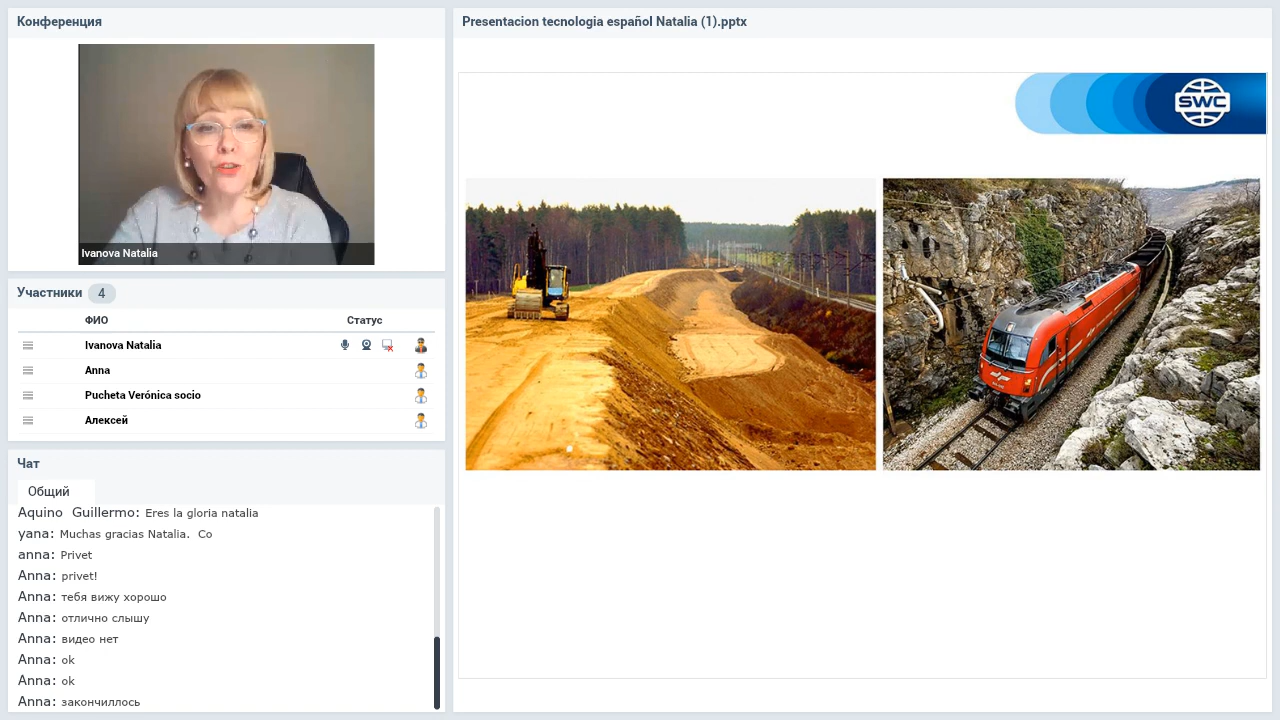 Конференция
Ivanova Natalia
Участники 4
ФИО Статус
Ivanova Natalia
Anna
Pucheta Verónica socio
Алексей
Чат
Общий
Aquino Guillermo: Eres la gloria natalia
yana: Muchas gracias Natalia. Co
anna: Privet
Anna: privet!
Anna: тебя вижу хорошо
Anna: отлично слышу
Anna: видео нет
Anna: ok
Anna: ok
Anna: закончиллось
Presentacion tecnologia español Natalia (1).pptx
SWC